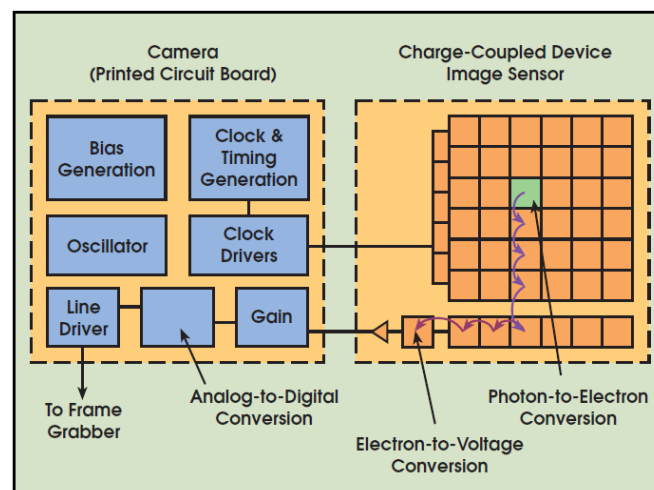 Camera
(Printed Circuit Board)
Charge-Coupled Device
Image Sensor
Bias
Generation
Clock &
Timing
Generation
Oscillator
Clock
Drivers
Line
Driver
Gain
To Frame
Grabber
Analog-to-Digital
Conversion
Electron-to-Voltage
Conversion
Photon-to-Electron
Conversion